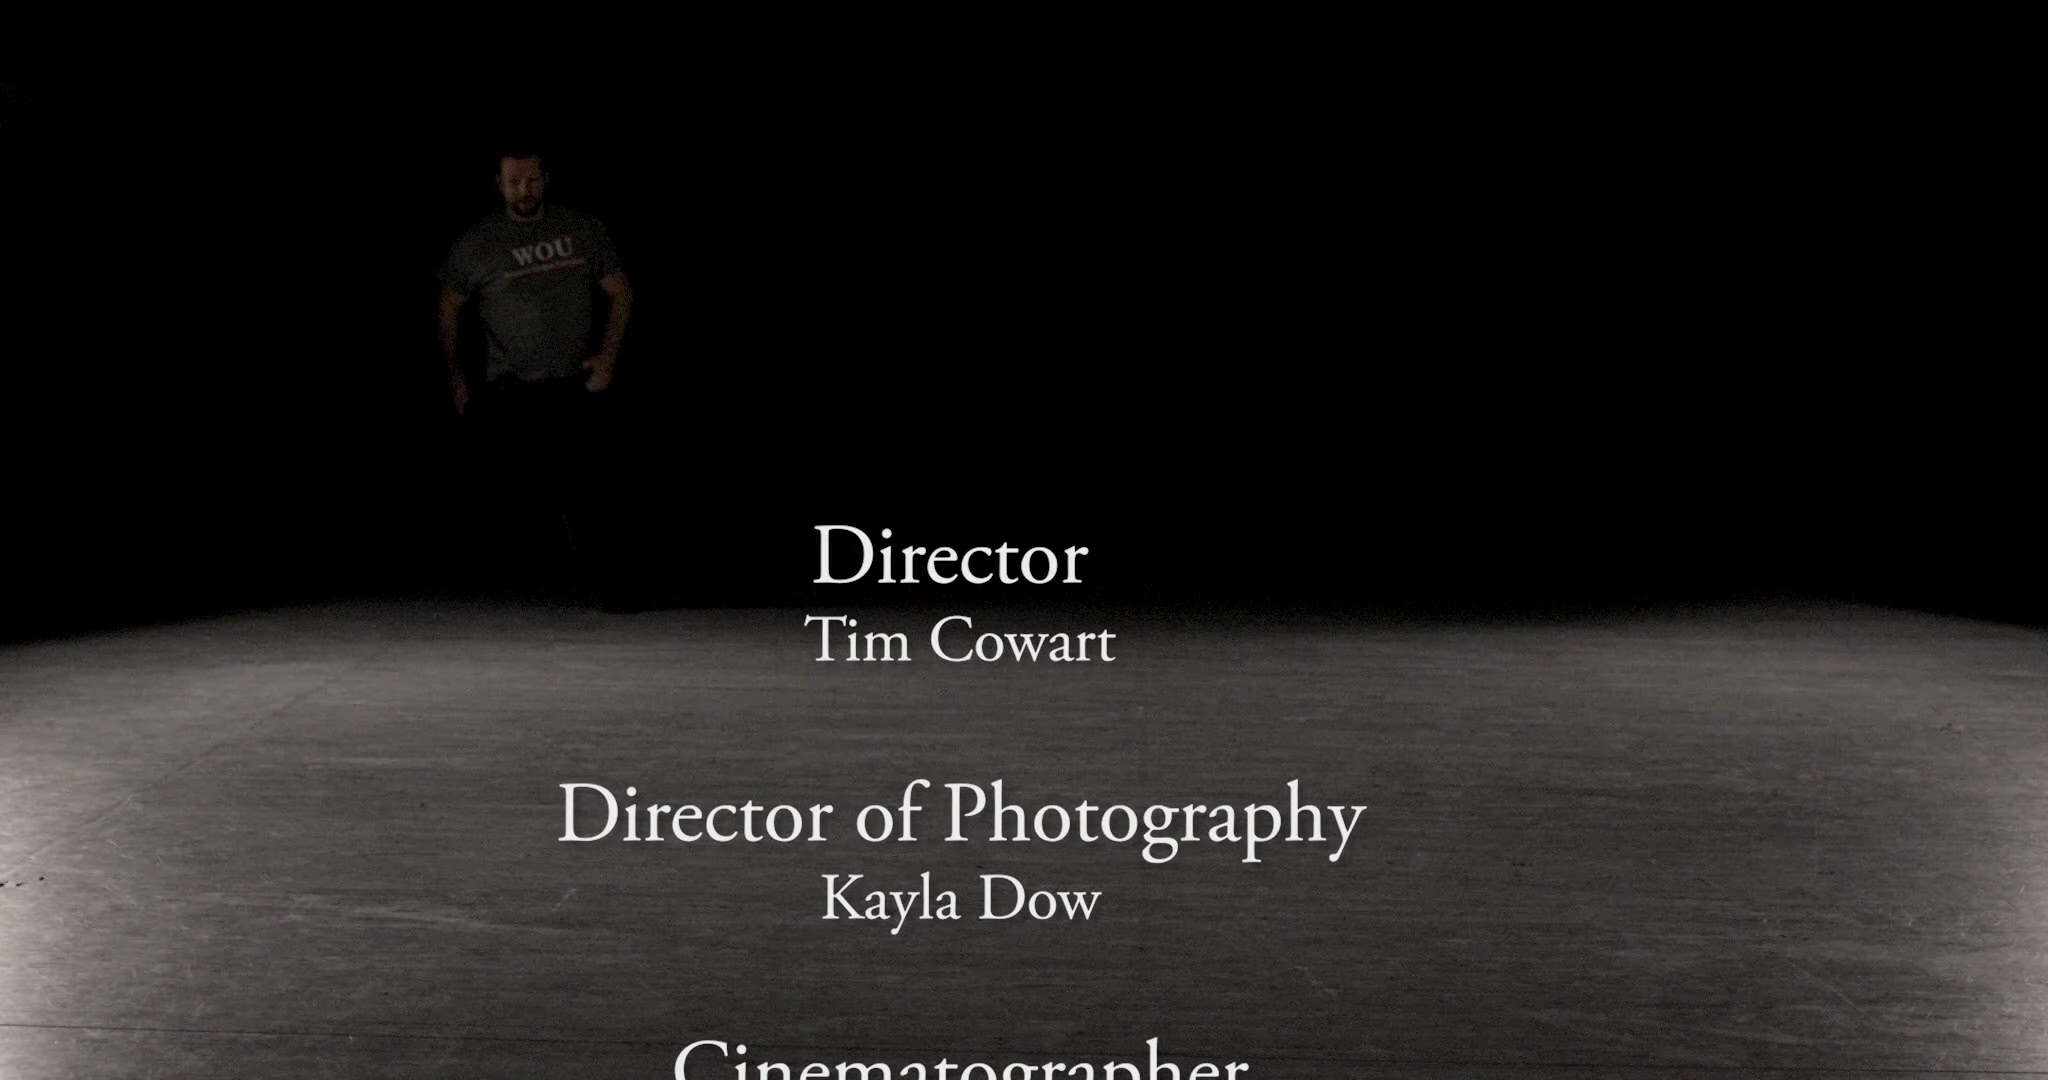 WOU
Director
Tim Cowart
Director of Photography
Kayla Dow
Cinematographer